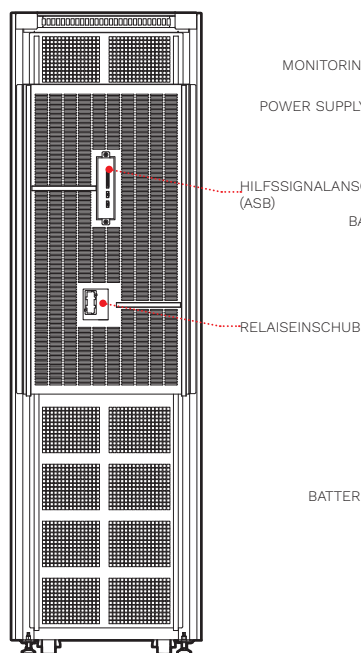 MONITORIN
POWER SUPPLY
HILFSSIGNALANSC
(ASB)
BA
RELAISEINSCHUB
BATTER